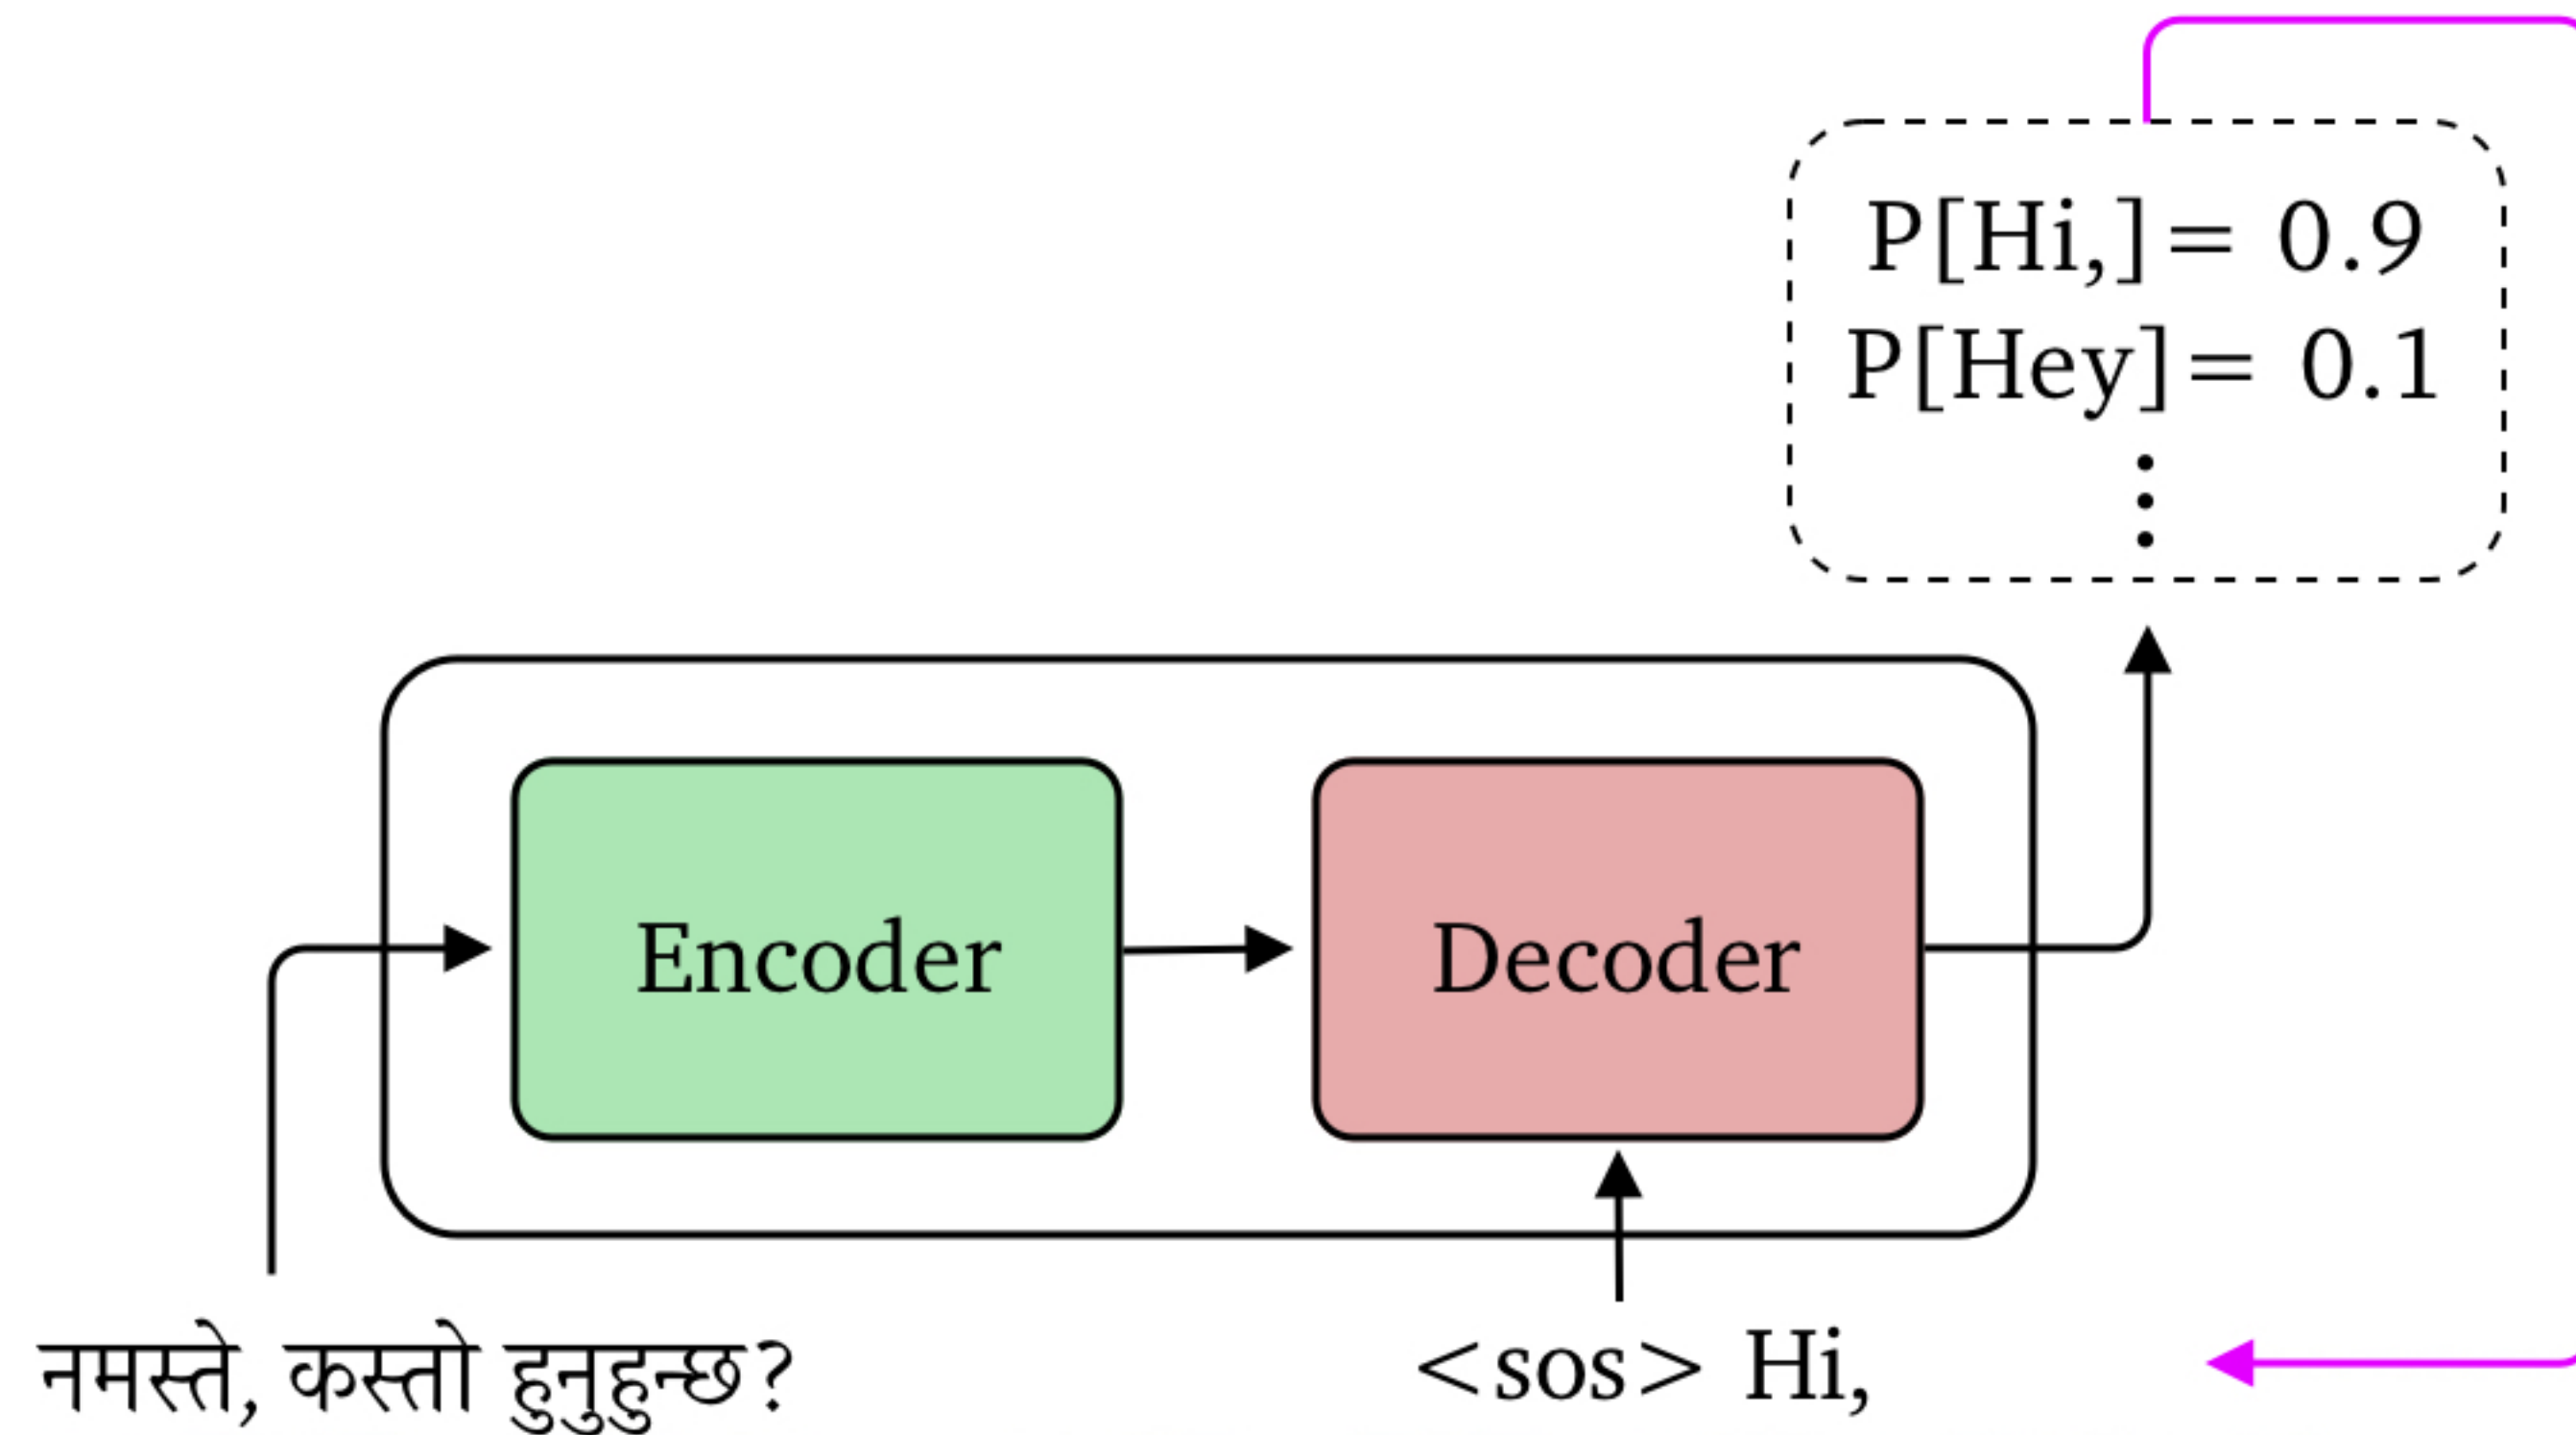 P[Hi,]= 0.9
P[Hey]= 0.1
Encoder
Decoder
नमस्ते, कस्तो हुनुहुन्छ?
<sos> Hi,